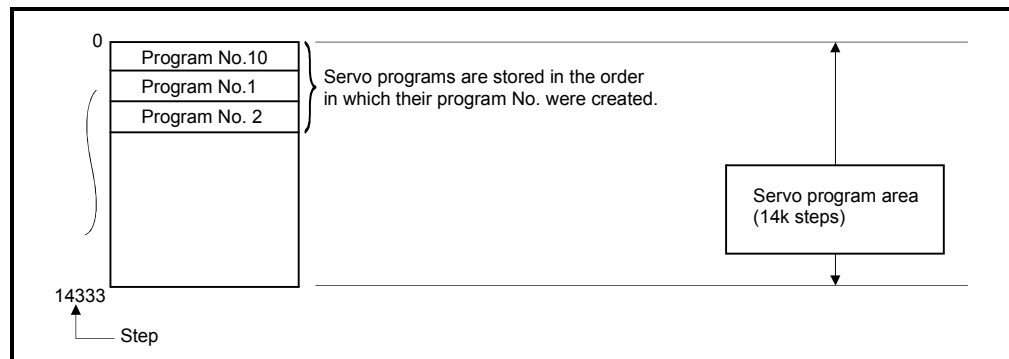 0
Program No.10
Program No.1
Program No. 2
Servo programs are stored in the order
in which their program No. were created.
Servo program area
(14k steps)
14333
Step